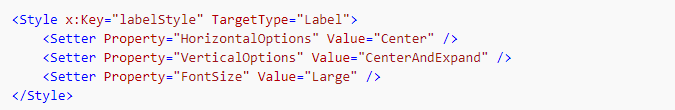 <Style x:Key="labelStyle" TargetType="Label">
    <Setter Property="HorizontalOptions" Value="Center" />
    <Setter Property="VerticalOptions" Value="CenterAndExpand" />
    <Setter Property="FontSize" Value="Large" />
</Style>